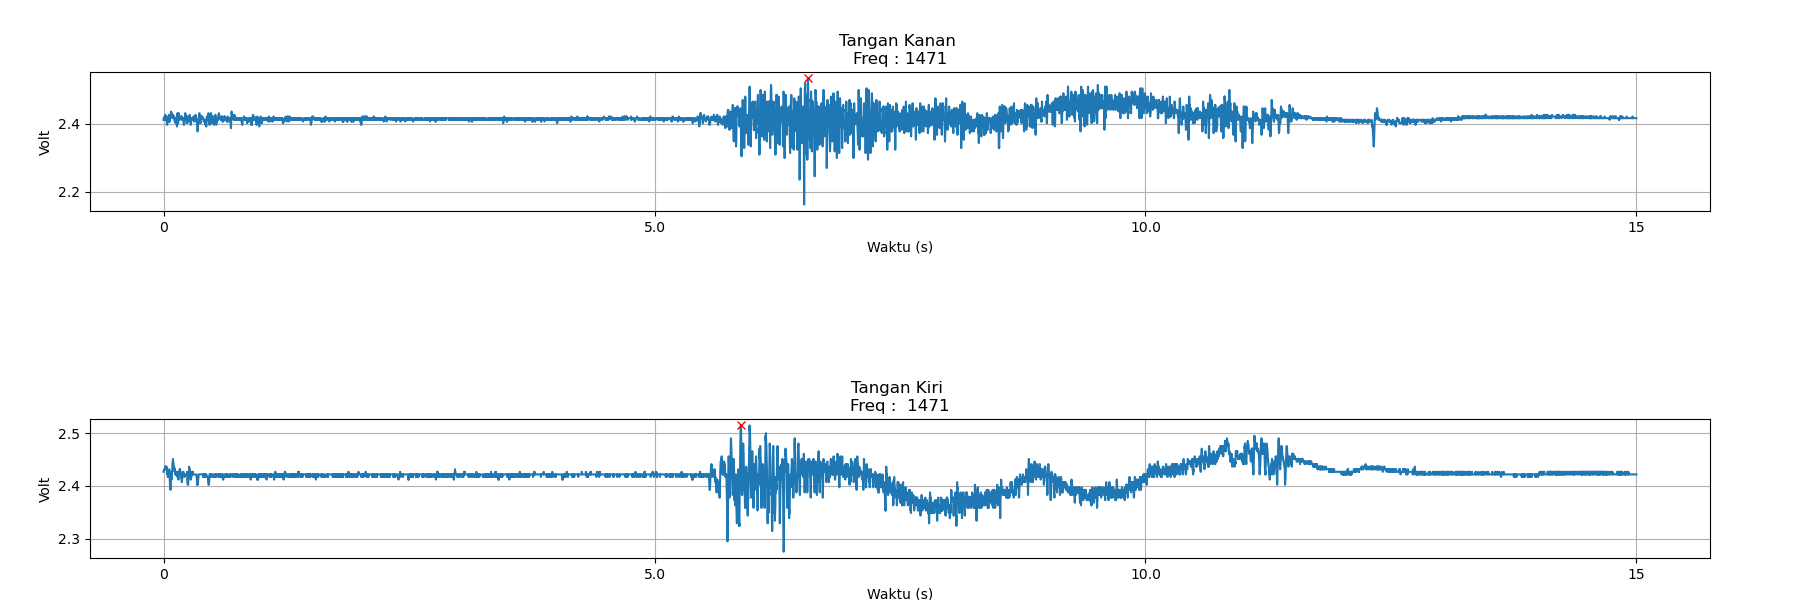 Tangan Kanan
Freq : 1471
Volt
2.4
2.2
0 5.0 10.0 15
Waktu (s)
Tangan Kiri
Freq :  1471
Volt
2.5
2.4
2.3
0 5.0 10.0 15
Waktu (s)